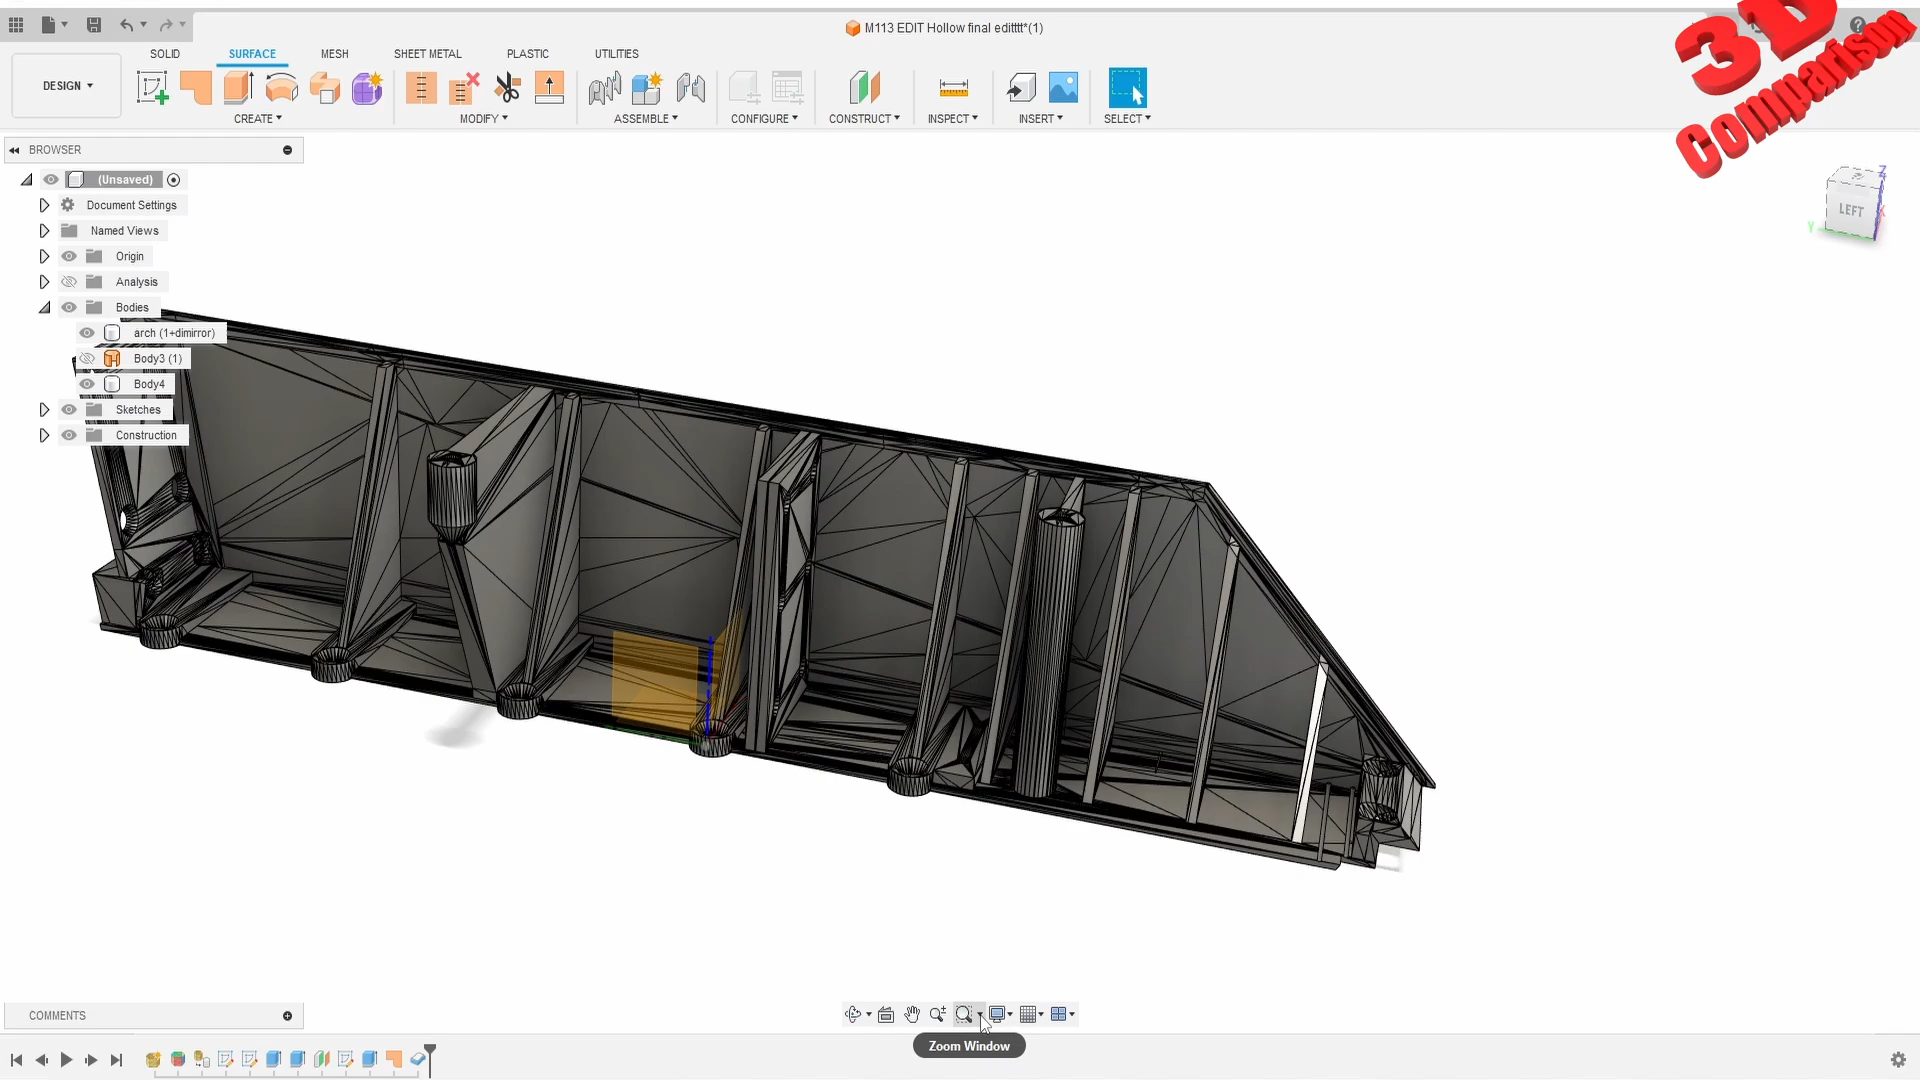 M113 EDIT Hollow final editttt*(1)
3D
Comparison
SOLID SURFACE MESH SHEET METAL PLASTIC UTILITIES
DESIGN
CREATE MODIFY ASSEMBLE CONFIGURE CONSTRUCT INSPECT INSERT SELECT
BROWSER
(Unsaved)
Document Settings
Named Views
Origin
Analysis
Bodies
arch (1+dimirror)
Body3 (1)
Body4
Sketches
Construction
Z
LEFT
X
Y
COMMENTS
Zoom Window